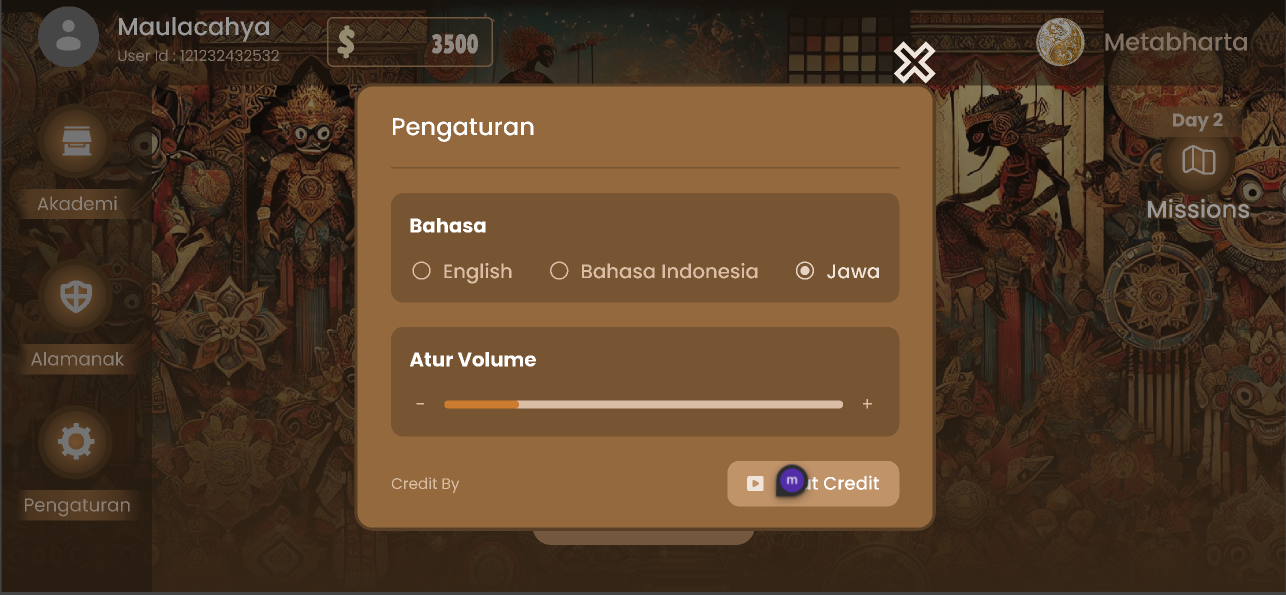 Maulacahya
User Id : 121232432532
$ 3500
Metabharta
Day 2
Missions
Akademi
Alamanak
Pengaturan
Pengaturan
Bahasa
English
Bahasa Indonesia
Jawa
Atur Volume
- +
Credit By
m
Credit